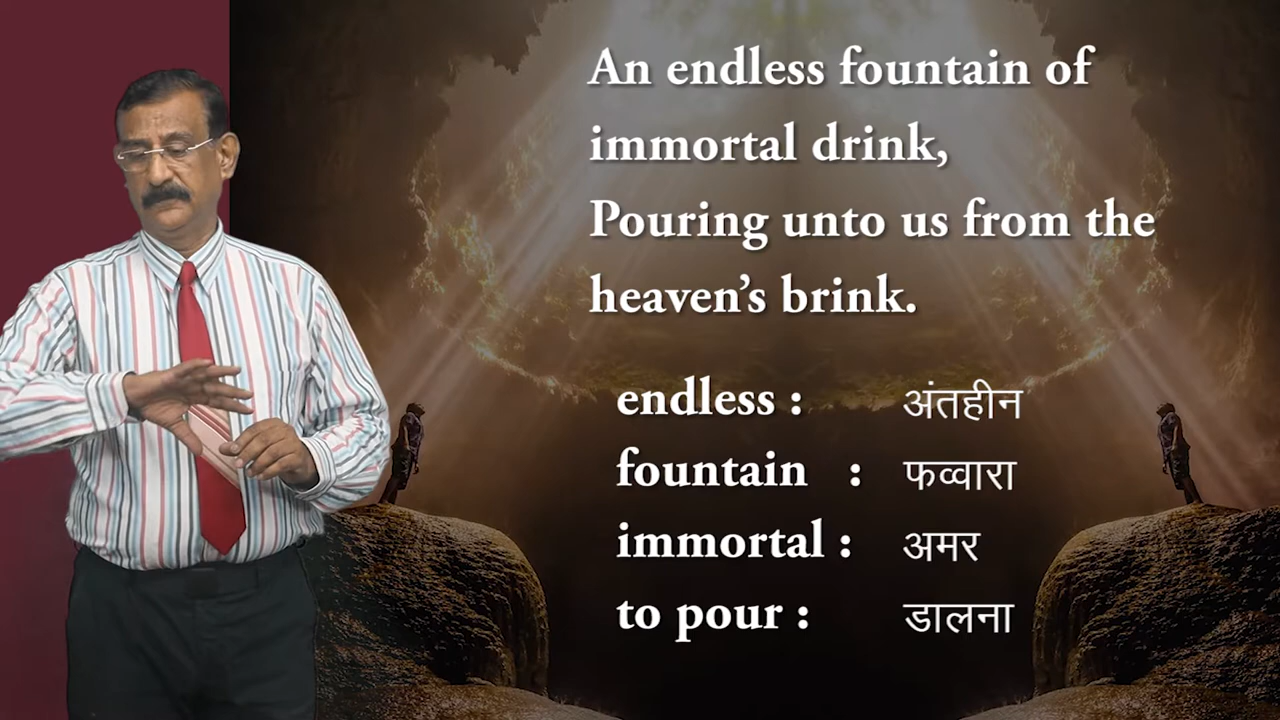 An endless fountain of
immortal drink,
Pouring unto us from the
heaven’s brink.
endless : अंतहीन
fountain : फव्वारा
immortal : अमर
to pour : डालना